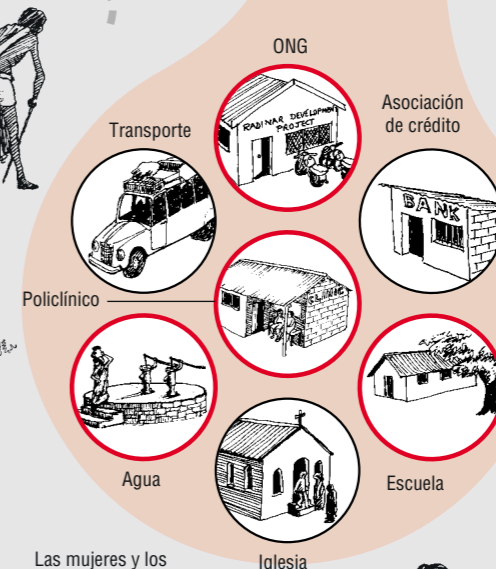 ONG
RADINAR DEVELOPMENT
PROJECT
Asociación
de crédito
Transporte
BANK
Policlínico
CLINIC
Agua
Escuela
Las mujeres y los
Iglesia